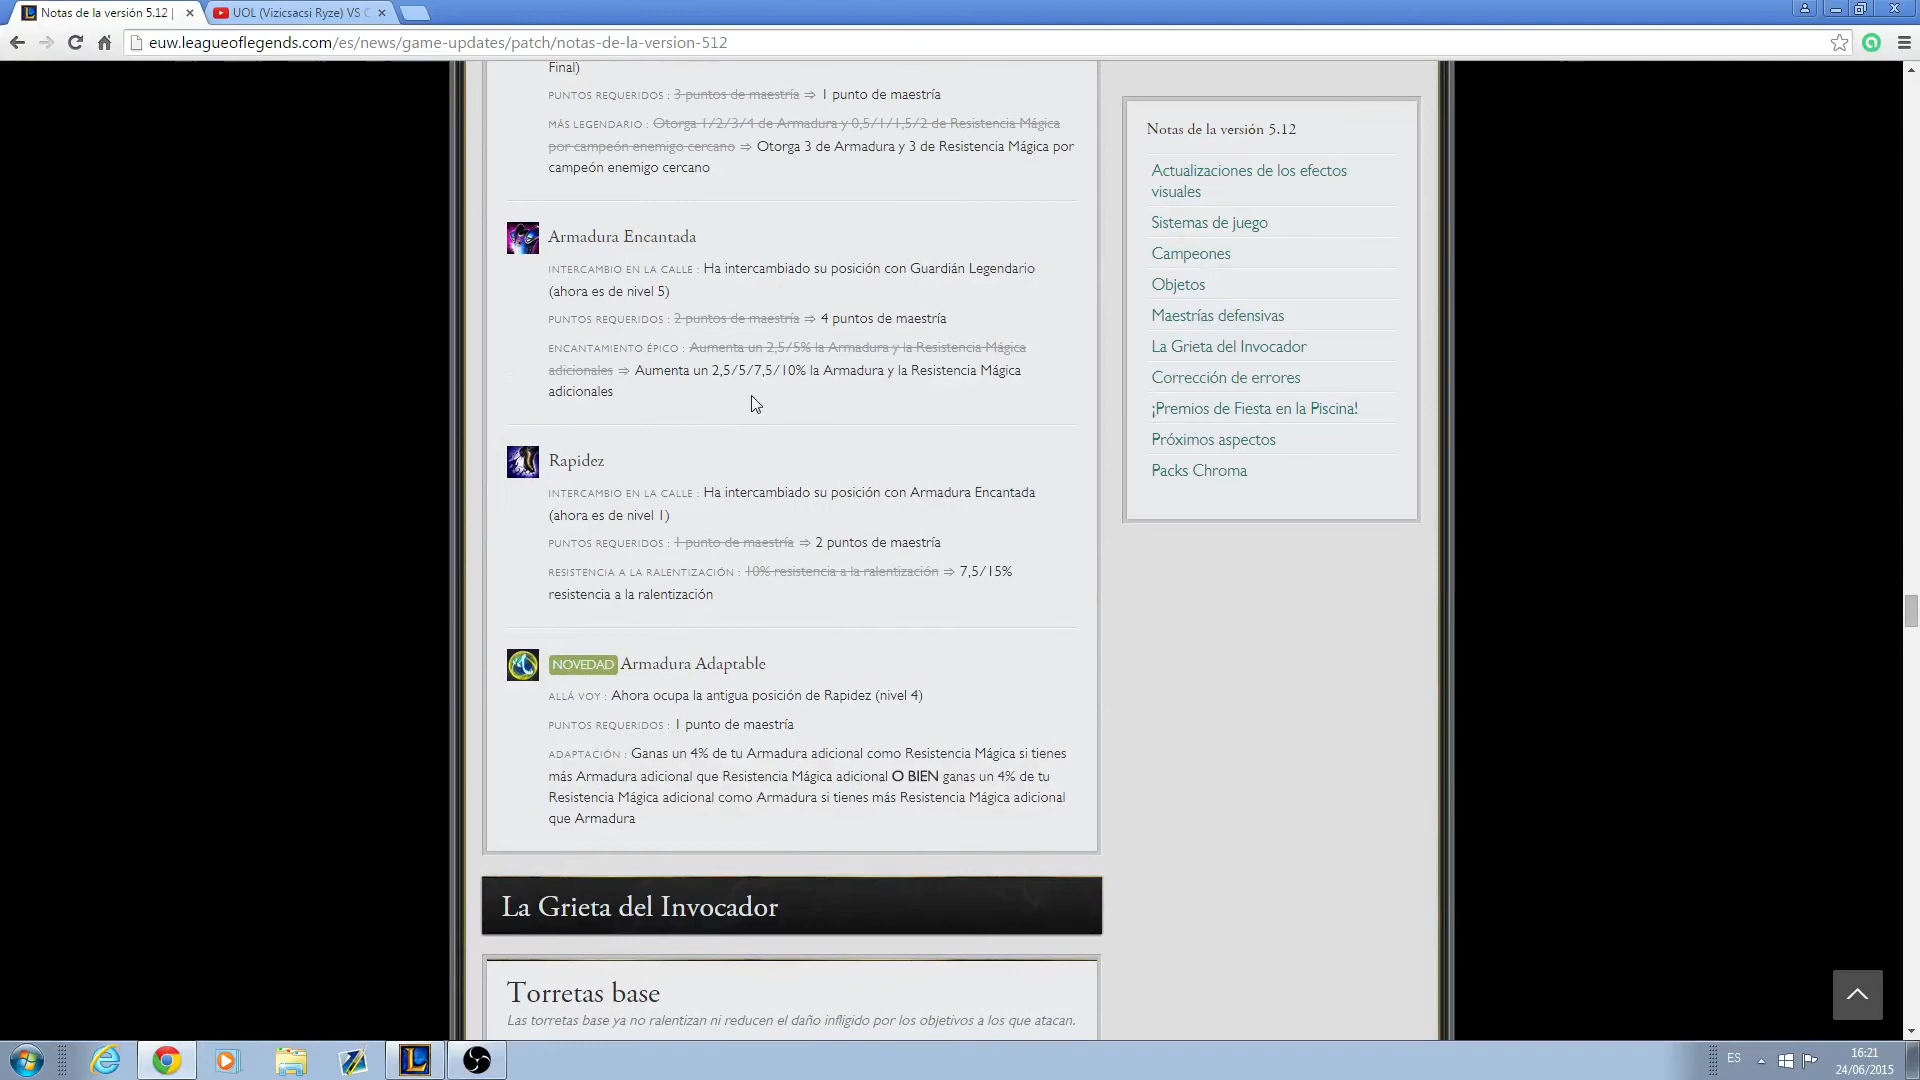 Notas de la versión 5.12 |
UOL (Vizicsacsi Ryze) VS
euw.leagueoflegends.com/es/news/game-updates/patch/notas-de-la-version-512
Final)
PUNTOS REQUERIDOS : 3 puntos de maestría ⇒ 1 punto de maestría
MÁS LEGENDARIO : Otorga 1/2/3/4 de Armadura y 0,5/1/1,5/2 de Resistencia Mágica
por campeón enemigo cercano ⇒ Otorga 3 de Armadura y 3 de Resistencia Mágica por
campeón enemigo cercano
Armadura Encantada
INTERCAMBIO EN LA CALLE : Ha intercambiado su posición con Guardián Legendario
(ahora es de nivel 5)
PUNTOS REQUERIDOS : 2 puntos de maestría ⇒ 4 puntos de maestría
ENCANTAMIENTO ÉPICO : Aumenta un 2,5/5% la Armadura y la Resistencia Mágica
adicionales ⇒ Aumenta un 2,5/5/7,5/10% la Armadura y la Resistencia Mágica
adicionales
Rapidez
INTERCAMBIO EN LA CALLE : Ha intercambiado su posición con Armadura Encantada
(ahora es de nivel 1)
PUNTOS REQUERIDOS : 1 punto de maestría ⇒ 2 puntos de maestría
RESISTENCIA A LA RALENTIZACIÓN : 10% resistencia a la ralentización ⇒ 7,5/15%
resistencia a la ralentización
NOVEDAD Armadura Adaptable
ALLÁ VOY : Ahora ocupa la antigua posición de Rapidez (nivel 4)
PUNTOS REQUERIDOS : 1 punto de maestría
ADAPTACIÓN : Ganas un 4% de tu Armadura adicional como Resistencia Mágica si tienes
más Armadura adicional que Resistencia Mágica adicional O BIEN ganas un 4% de tu
Resistencia Mágica adicional como Armadura si tienes más Resistencia Mágica adicional
que Armadura
La Grieta del Invocador
Torretas base
Las torretas base ya no ralentizan ni reducen el daño infligido por los objetivos a los que atacan.
Notas de la versión 5.12
Actualizaciones de los efectos
visuales
Sistemas de juego
Campeones
Objetos
Maestrías defensivas
La Grieta del Invocador
Corrección de errores
¡Premios de Fiesta en la Piscina!
Próximos aspectos
Packs Chroma
ES
16:21
24/06/2015